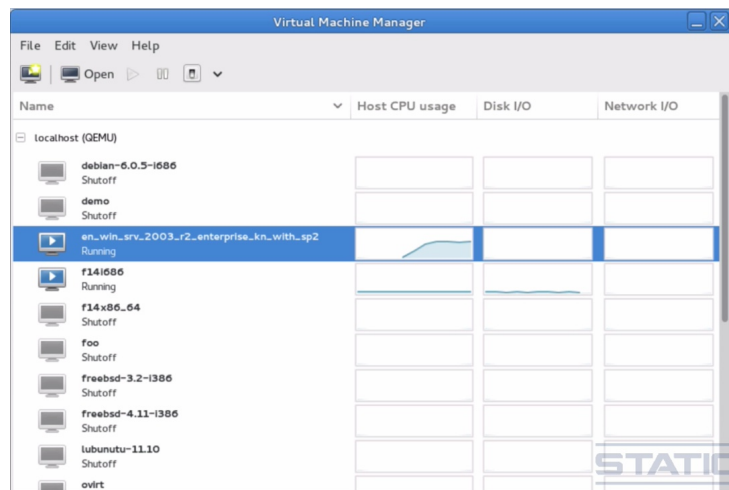 Virtual Machine Manager
File Edit View Help
Open
Name Host CPU usage Disk I/O Network I/O
localhost (QEMU)
debian-6.0.5-i686
Shutoff
demo
Shutoff
en_win_srv_2003_r2_enterprise_kn_with_sp2
Running
f14i686
Running
f14x86_64
Shutoff
foo
Shutoff
freebsd-3.2-i386
Shutoff
freebsd-4.11-i386
Shutoff
lubunutu-11.10
Shutoff
STATIC
ovirt